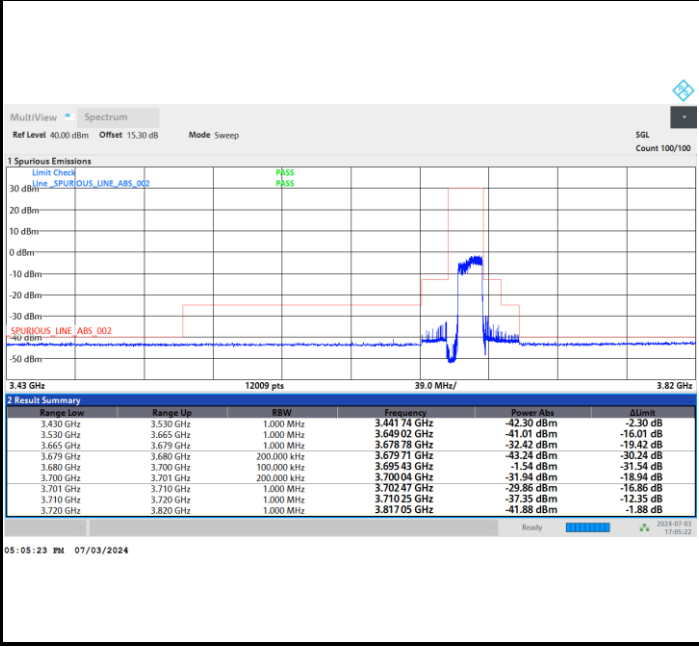 MultiView Spectrum
Ref Level 40.00 dBm Offset 15.30 dB Mode Sweep SGL
Count 100/100
1 Spurious Emissions
Limit Check PASS
Line _SPURIOUS_LINE_ABS_002 PASS
30 dBm
20 dBm
10 dBm
0 dBm
-10 dBm
-20 dBm
-30 dBm
_SPURIOUS_LINE_ABS_002
-40 dBm
-50 dBm
3.43 GHz 12009 pts 39.0 MHz/ 3.82 GHz
2 Result Summary
Range Low Range Up RBW Frequency Power Abs ΔLimit
3.430 GHz 3.530 GHz 1.000 MHz 3.441 74 GHz -42.30 dBm -2.30 dB
3.530 GHz 3.665 GHz 1.000 MHz 3.649 02 GHz -41.01 dBm -16.01 dB
3.665 GHz 3.679 GHz 1.000 MHz 3.678 78 GHz -32.42 dBm -19.42 dB
3.679 GHz 3.680 GHz 200.000 kHz 3.679 71 GHz -43.24 dBm -30.24 dB
3.680 GHz 3.700 GHz 100.000 kHz 3.695 43 GHz -1.54 dBm -31.54 dB
3.700 GHz 3.701 GHz 200.000 kHz 3.700 04 GHz -31.94 dBm -18.94 dB
3.701 GHz 3.710 GHz 1.000 MHz 3.702 47 GHz -29.86 dBm -16.86 dB
3.710 GHz 3.720 GHz 1.000 MHz 3.710 25 GHz -37.35 dBm -12.35 dB
3.720 GHz 3.820 GHz 1.000 MHz 3.817 05 GHz -41.88 dBm -1.88 dB
Ready 2024-07-03
17:05:22
05:05:23 PM 07/03/2024